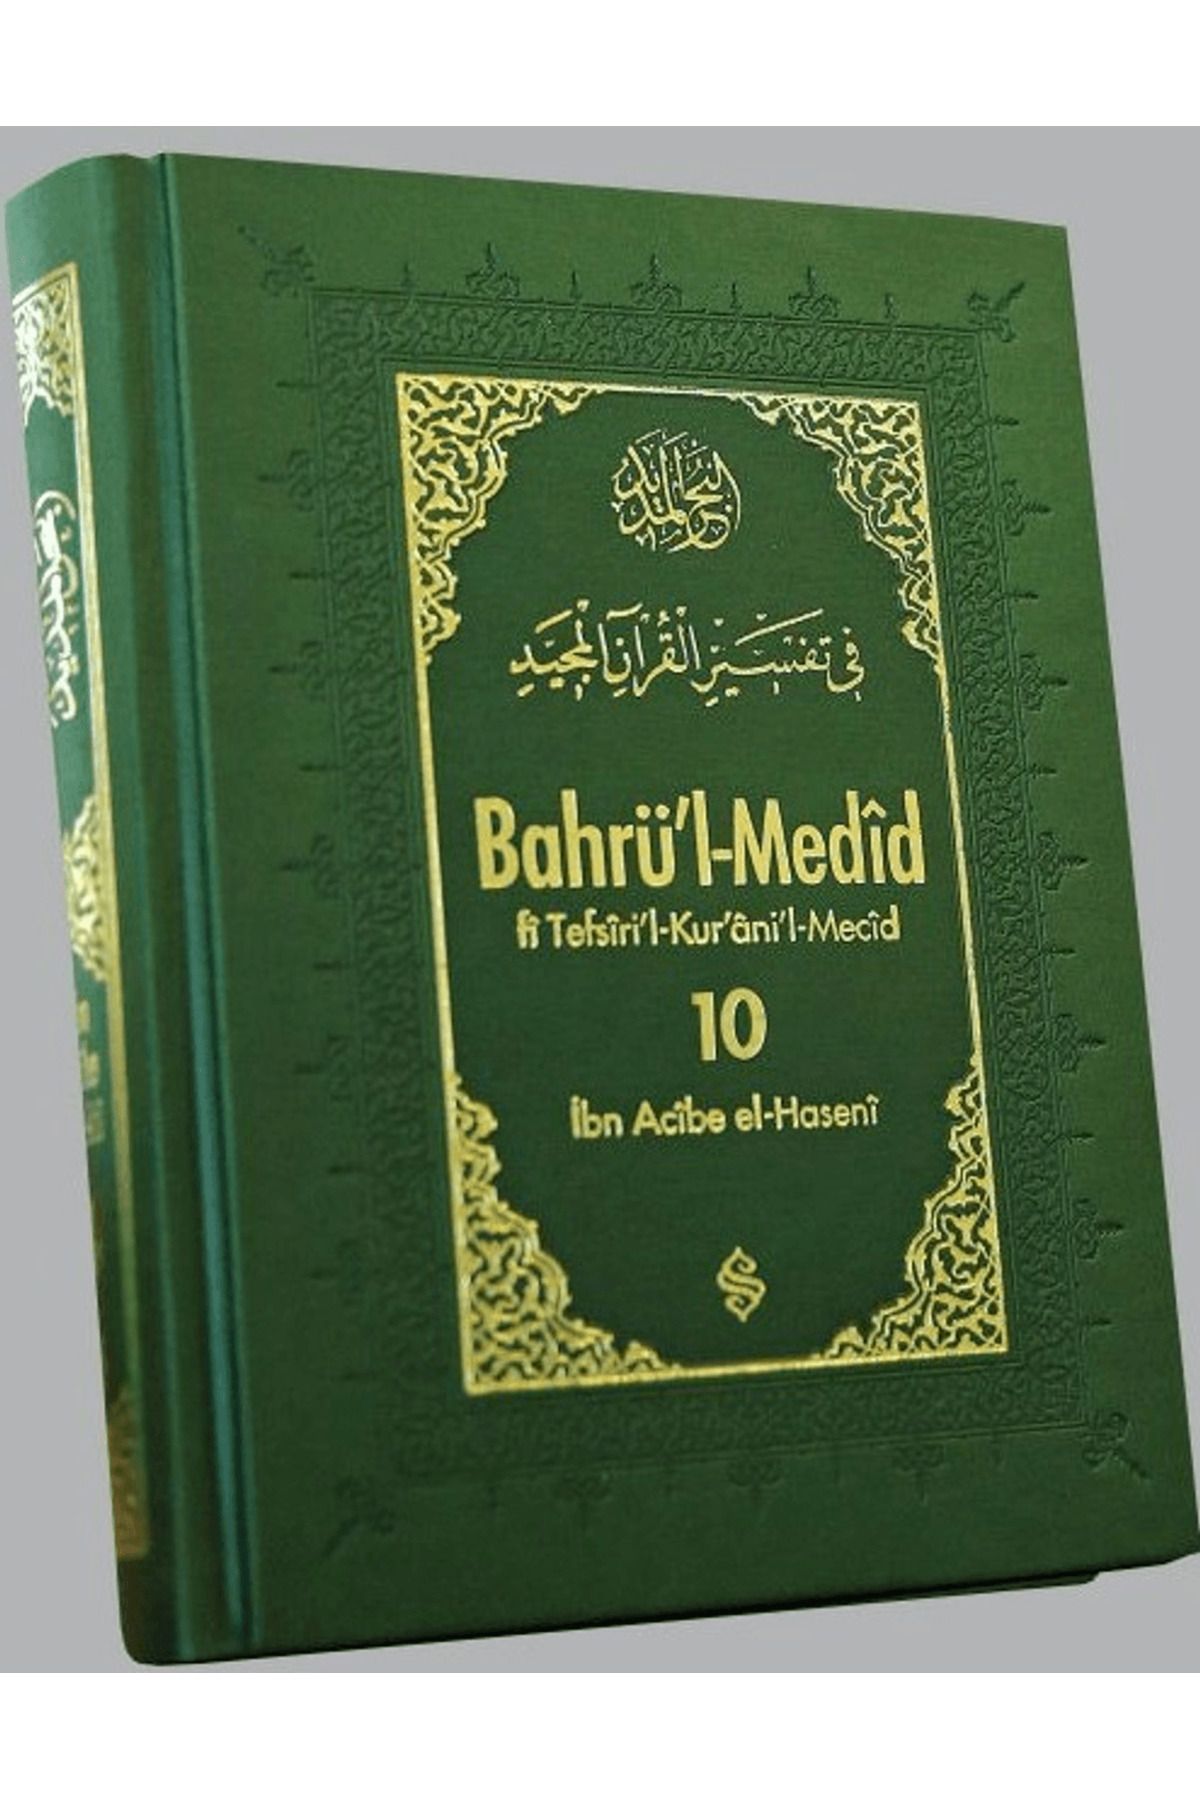 البحر المديد
في تفسير القرآن المجيد
Bahrü'l-Medîd
fî Tefsîri'l-Kur'âni'l-Mecîd
10
İbn Acîbe el-Hasenî